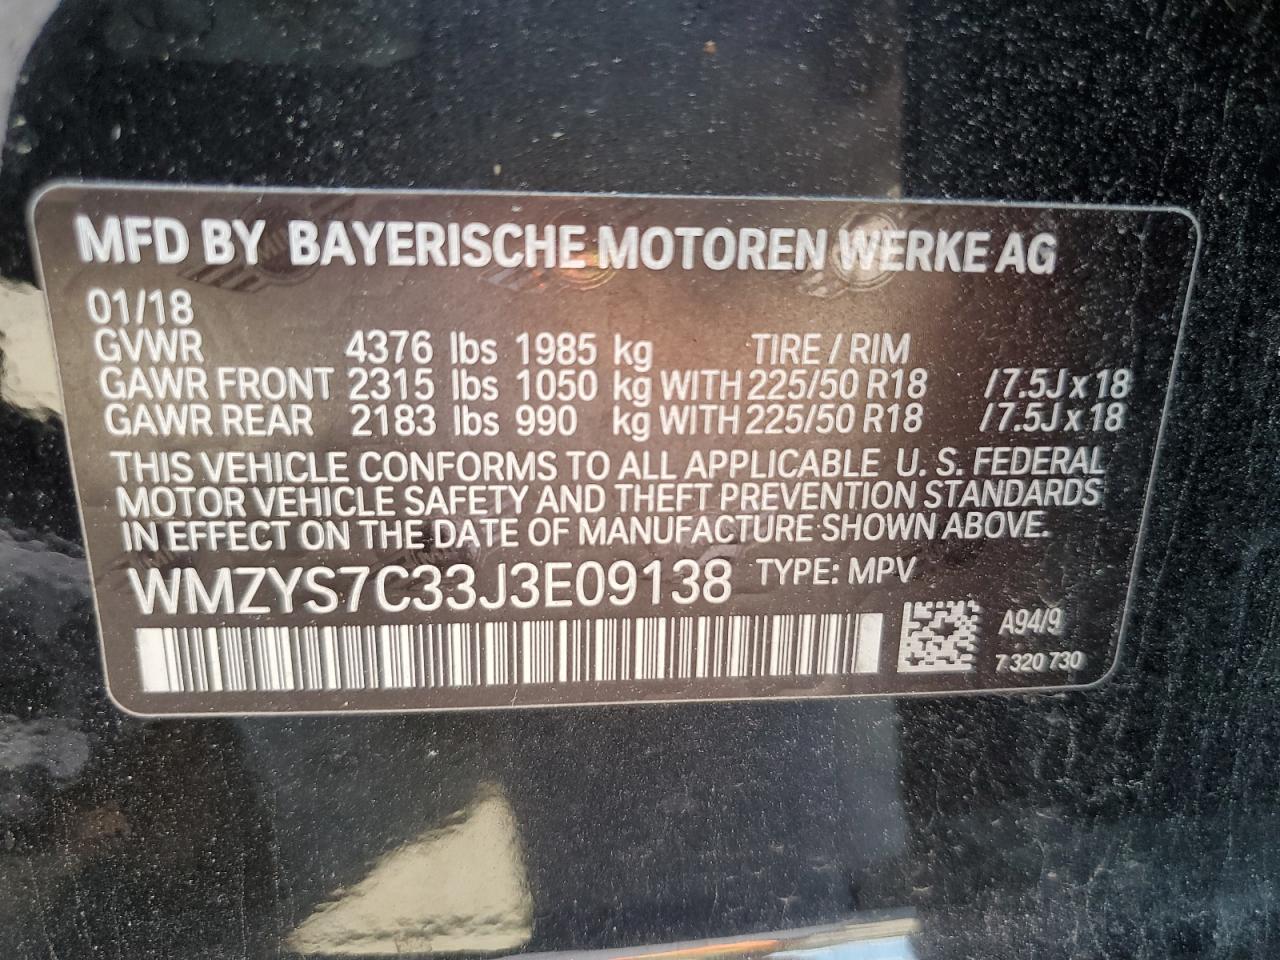 MFD BY BAYERISCHE MOTOREN WERKE AG
01/18
GVWR 4376 lbs 1985 kg TIRE / RIM
GAWR FRONT 2315 lbs 1050 kg WITH 225/50 R18 /7.5J x 18
GAWR REAR 2183 lbs 990 kg WITH 225/50 R18 /7.5J x 18
THIS VEHICLE CONFORMS TO ALL APPLICABLE U. S. FEDERAL
MOTOR VEHICLE SAFETY AND THEFT PREVENTION STANDARDS
IN EFFECT ON THE DATE OF MANUFACTURE SHOWN ABOVE.
WMZYS7C33J3E09138 TYPE: MPV
A94/9
7 320 730